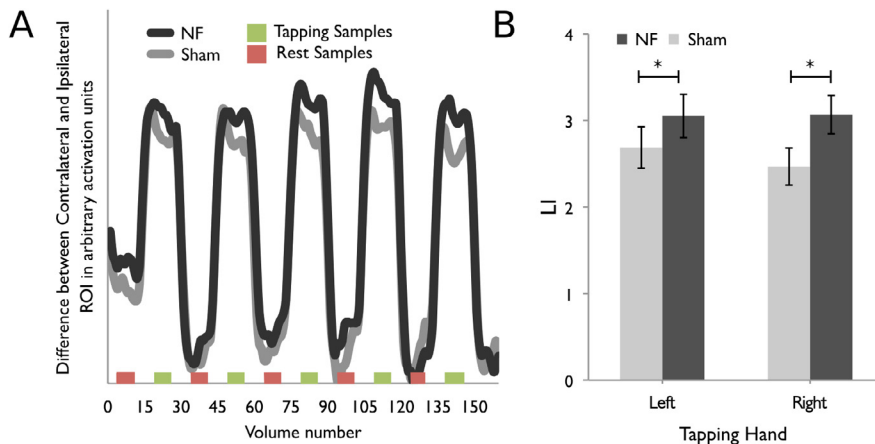 A
NF
Sham
Tapping Samples
Rest Samples
Difference between Contralateral and Ipsilateral
ROI in arbitrary activation units
0 15 30 45 60 75 90 105 120 135 150
Volume number
B
NF Sham
4
3
2
1
0
LI
* *
Left Right
Tapping Hand